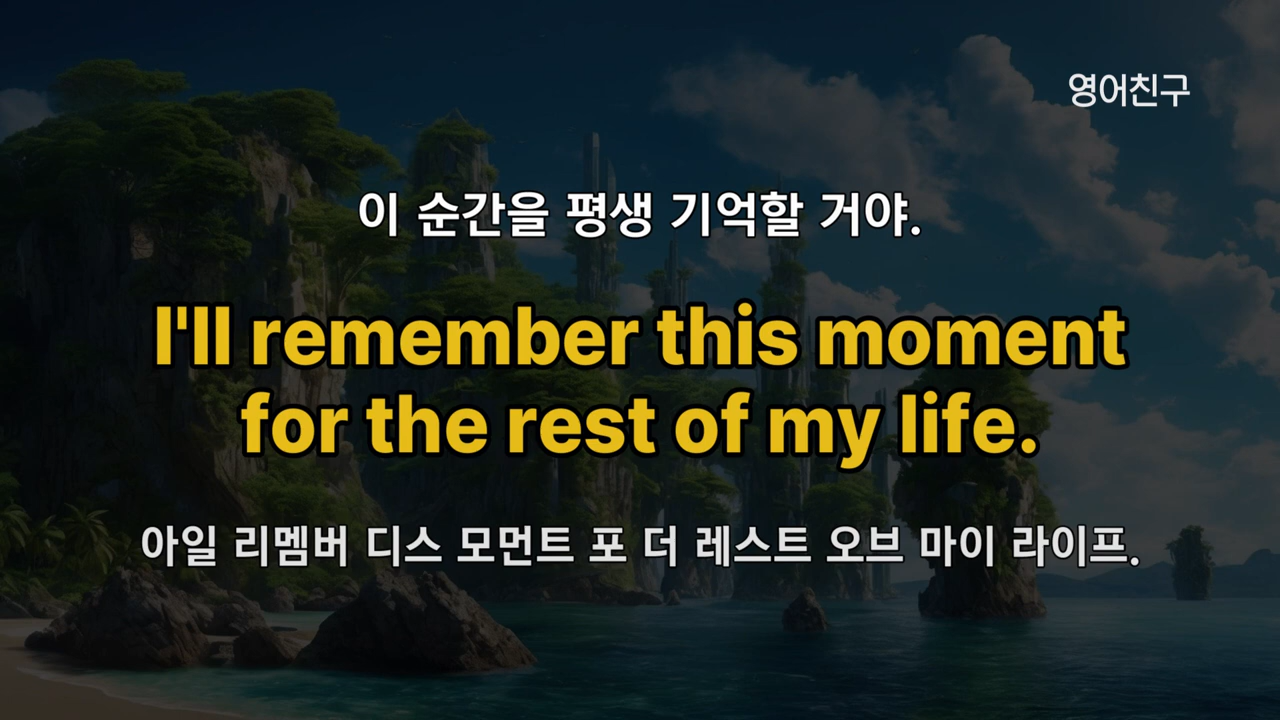 영어친구
이 순간을 평생 기억할 거야.
I'll remember this moment
for the rest of my life.
아일 리멤버 디스 모먼트 포 더 레스트 오브 마이 라이프.